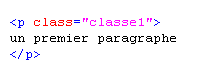 <p class="classe1">
un premier paragraphe
</p>